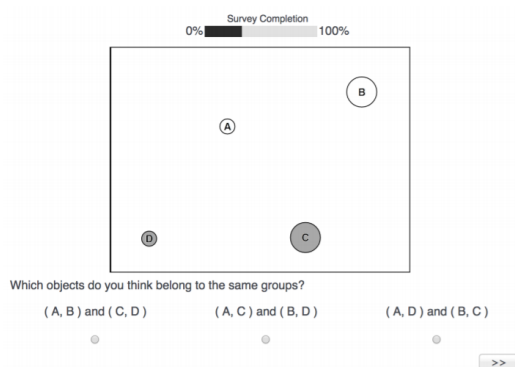 Survey Completion
0% 100%
B
A
D
C
Which objects do you think belong to the same groups?
( A, B ) and ( C, D ) ( A, C ) and ( B, D ) ( A, D ) and ( B, C )
>>